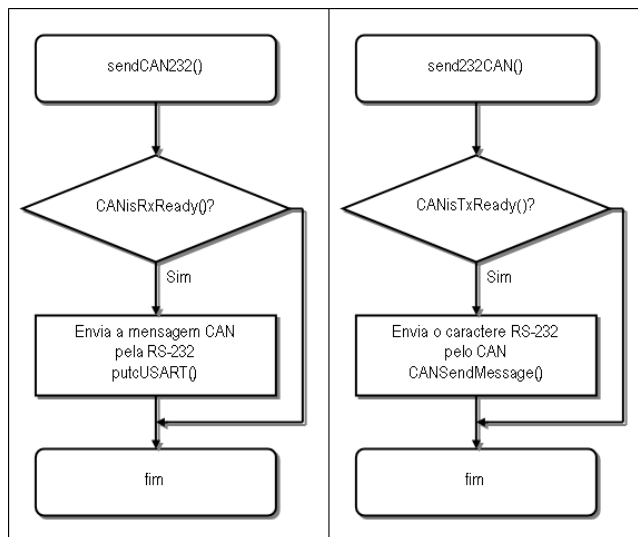 sendCAN232()
CANisRxReady()?
Sim
Envia a mensagem CAN
pela RS-232
putcUSART()
fim
send232CAN()
CANisTxReady()?
Sim
Envia o caractere RS-232
pelo CAN
CANSendMessage()
fim